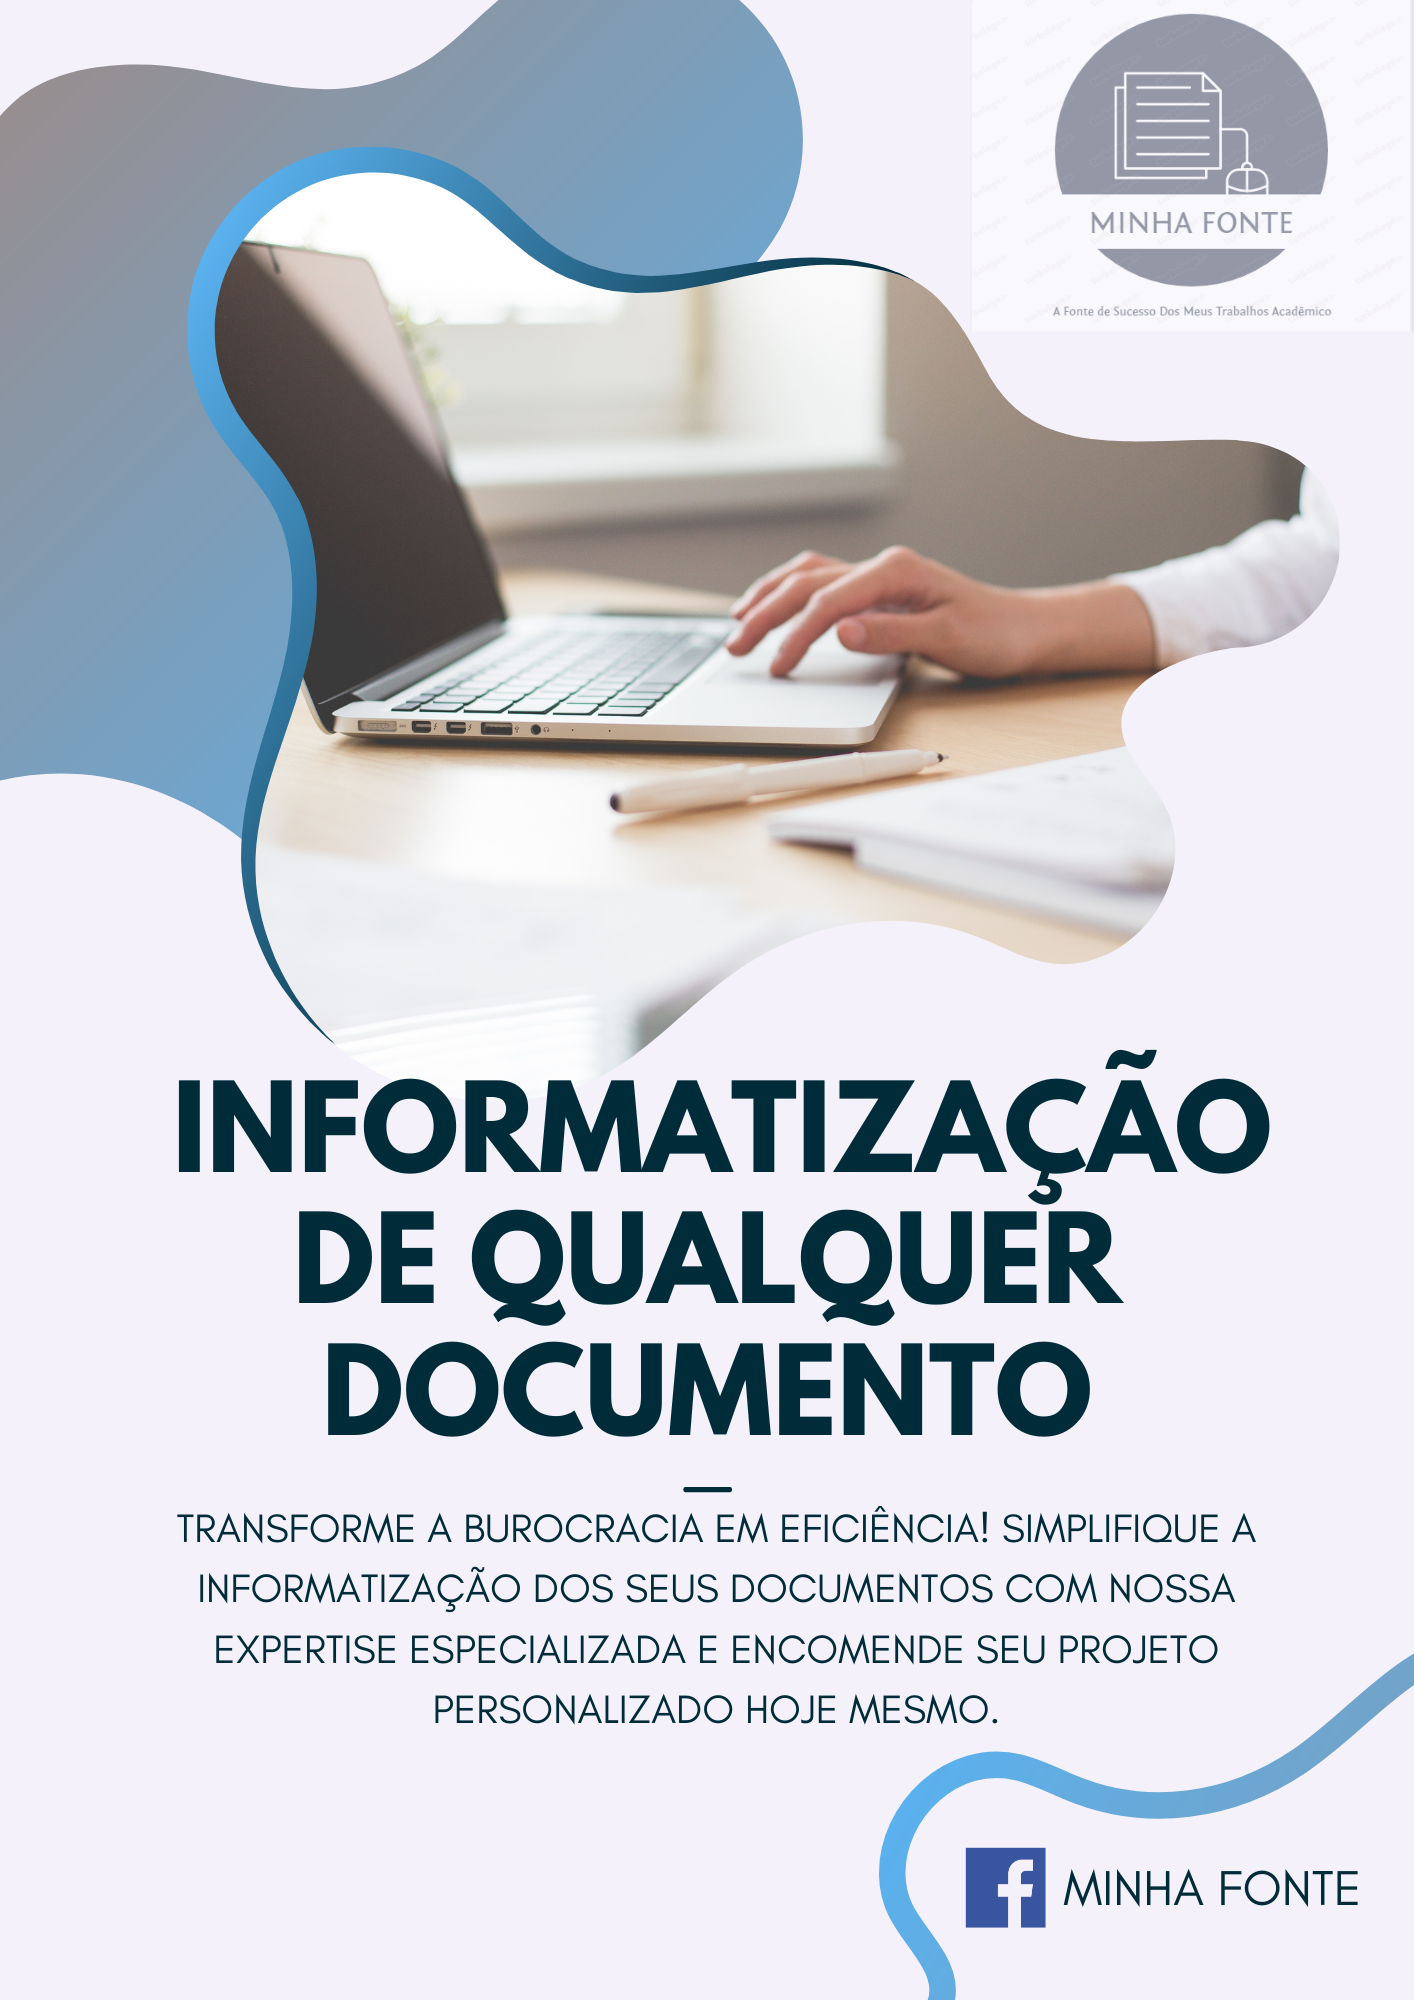 MINHA FONTE
A Fonte de Sucesso Dos Meus Trabalhos Acadêmico
INFORMATIZAÇÃO
DE QUALQUER
DOCUMENTO
TRANSFORME A BUROCRACIA EM EFICIÊNCIA! SIMPLIFIQUE A
INFORMATIZAÇÃO DOS SEUS DOCUMENTOS COM NOSSA
EXPERTISE ESPECIALIZADA E ENCOMENDE SEU PROJETO
PERSONALIZADO HOJE MESMO.
f MINHA FONTE